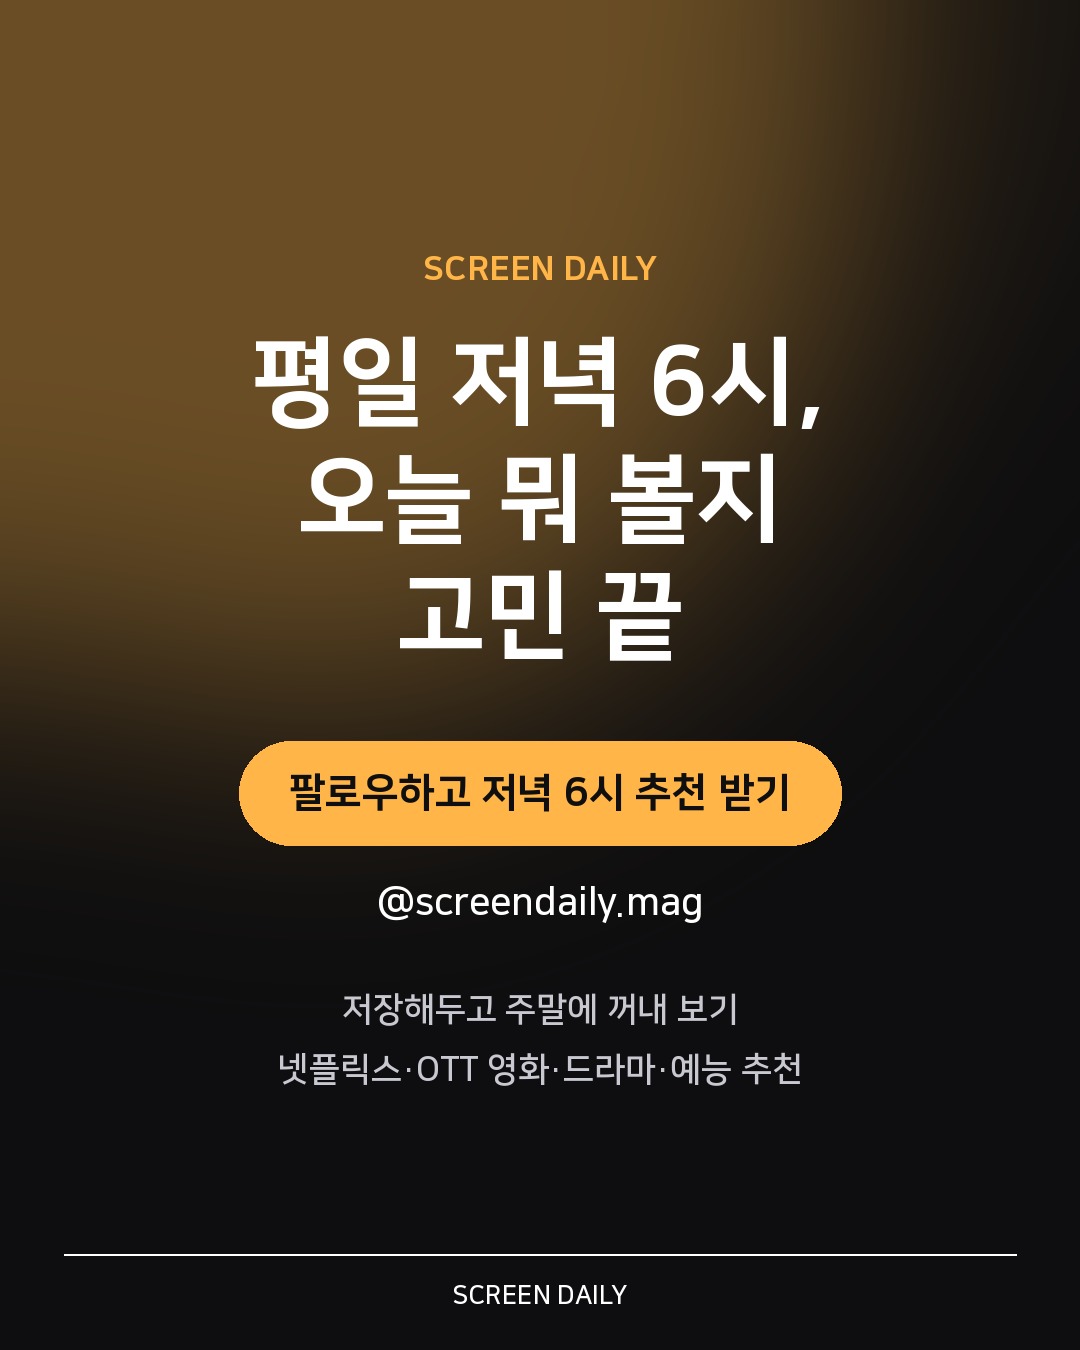 SCREEN DAILY
평일 저녁 6시,
오늘 뭐 볼지
고민 끝
팔로우하고 저녁 6시 추천 받기
@screendaily.mag
저장해두고 주말에 꺼내 보기
넷플릭스·OTT 영화·드라마·예능 추천
SCREEN DAILY